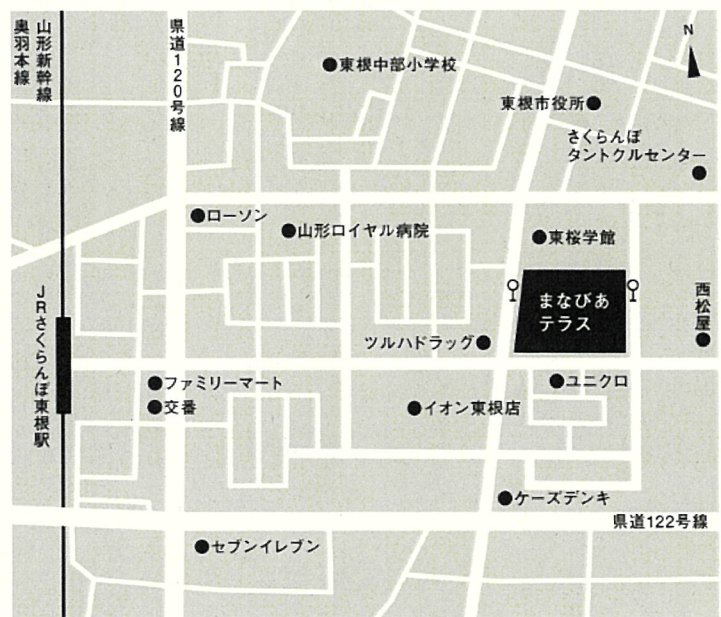 山形新幹線
奥羽本線
県道120号線
N
東根中部小学校
東根市役所
さくらんぼ
タントクルセンター
ローソン
山形ロイヤル病院
東桜学館
まなびあ
テラス
西松屋
JRさくらんぼ東根駅
ツルハドラッグ
ファミリーマート
交番
イオン東根店
ユニクロ
ケーズデンキ
県道122号線
セブンイレブン